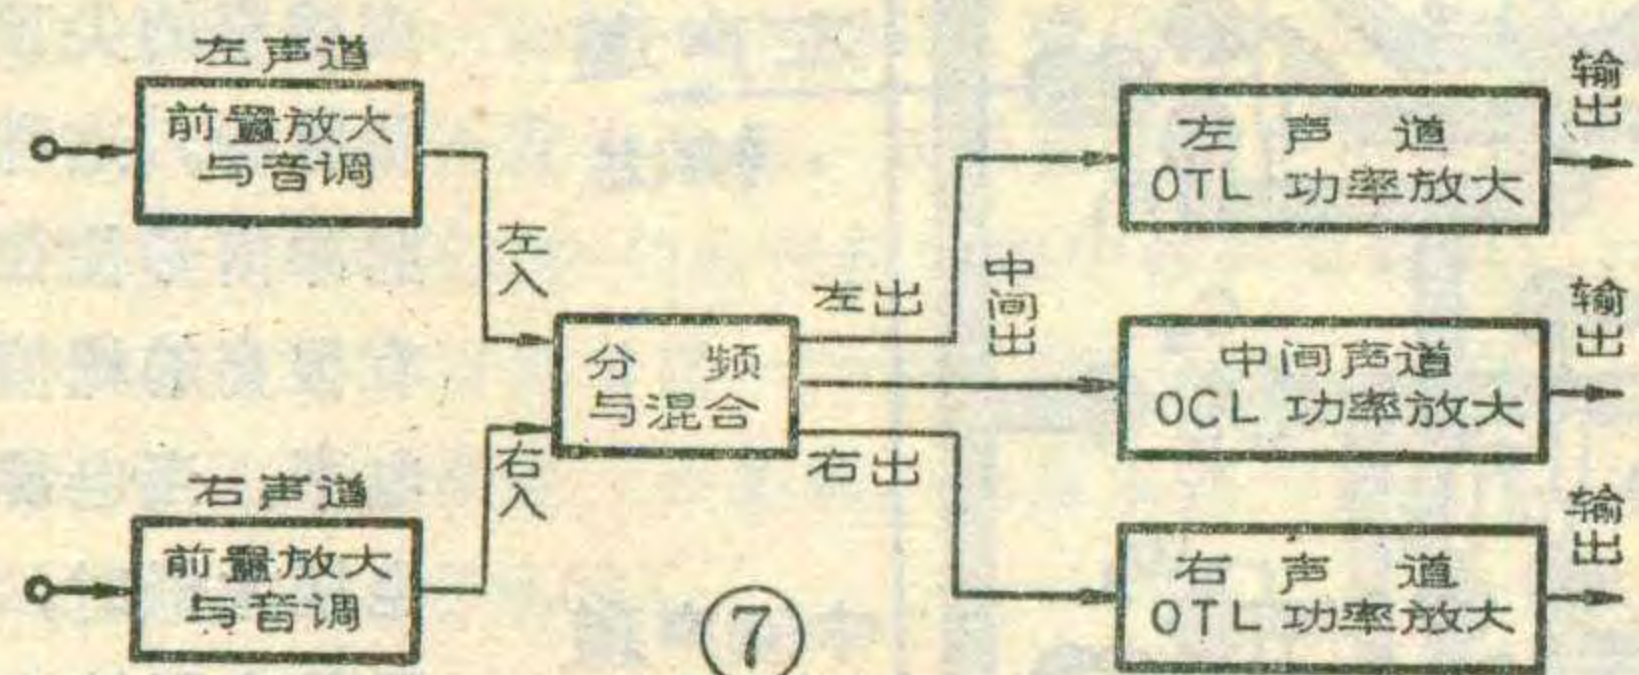 左声道
前置放大
与音调
左入
右声道
前置放大
与音调
右入
分频
与混合
左出
中间出
右出
左声道
OTL 功率放大
输出
中间声道
OCL 功率放大
输出
右声道
OTL 功率放大
输出
⑦